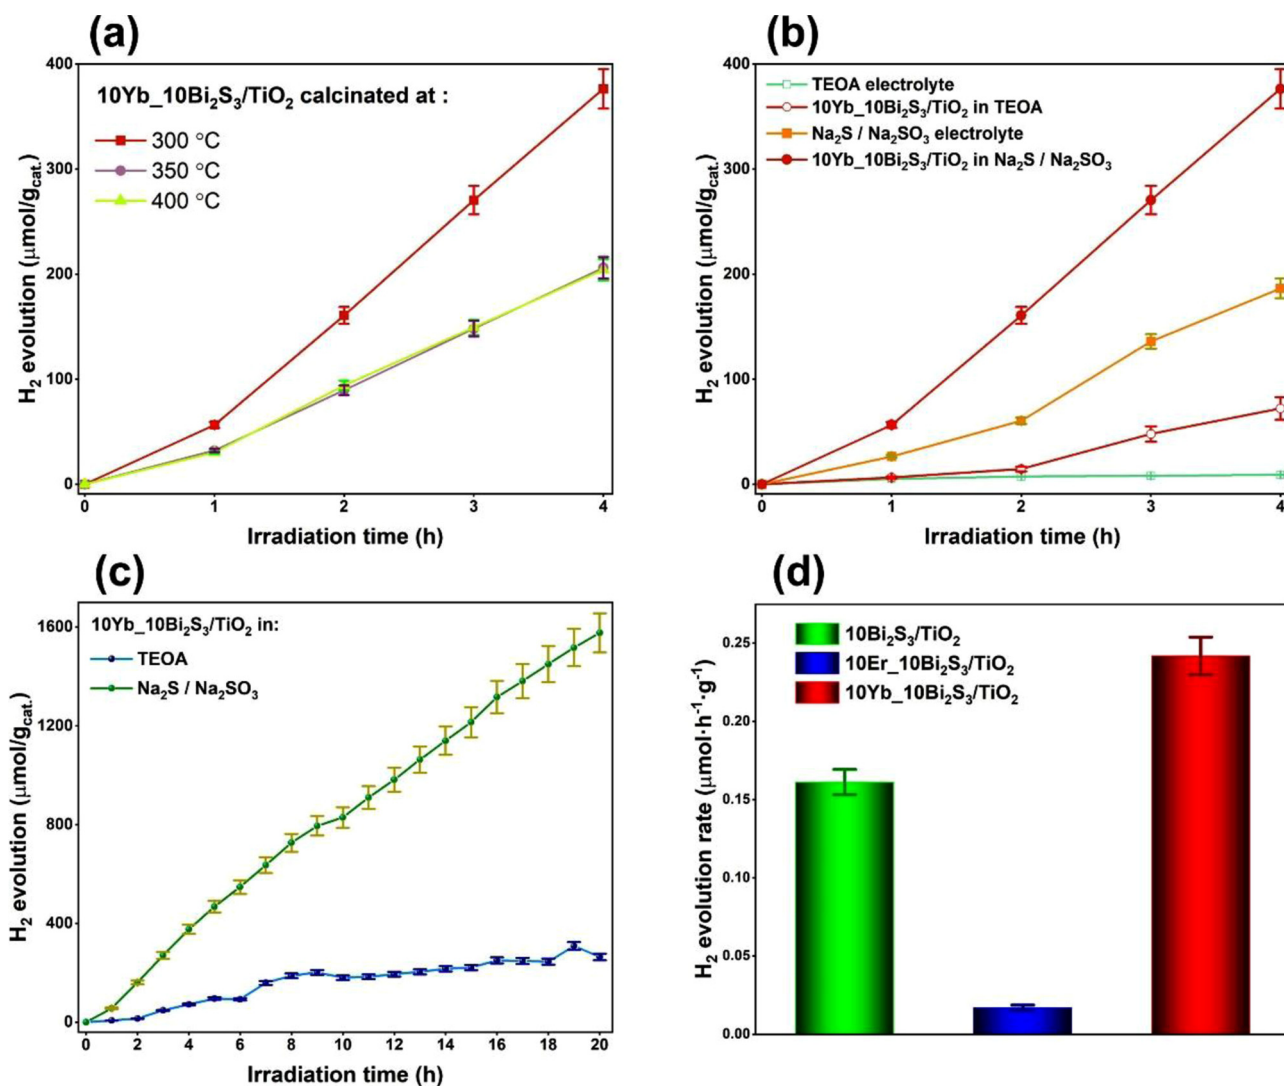 (a)
400
300
200
100
0
H₂ evolution (μmol/g_cat.)
10Yb_10Bi₂S₃/TiO₂ calcinated at :
300 °C
350 °C
400 °C
0 1 2 3 4
Irradiation time (h)
(b)
400
300
200
100
0
H₂ evolution (μmol/g_cat.)
TEOA electrolyte
10Yb_10Bi₂S₃/TiO₂ in TEOA
Na₂S / Na₂SO₃ electrolyte
10Yb_10Bi₂S₃/TiO₂ in Na₂S / Na₂SO₃
0 1 2 3 4
Irradiation time (h)
(c)
1600
1200
800
400
0
H₂ evolution (μmol/g_cat.)
10Yb_10Bi₂S₃/TiO₂ in:
TEOA
Na₂S / Na₂SO₃
0 2 4 6 8 10 12 14 16 18 20
Irradiation time (h)
(d)
0.25
0.20
0.15
0.10
0.05
0.00
H₂ evolution rate (μmol·h⁻¹·g⁻¹)
10Bi₂S₃/TiO₂
10Er_10Bi₂S₃/TiO₂
10Yb_10Bi₂S₃/TiO₂